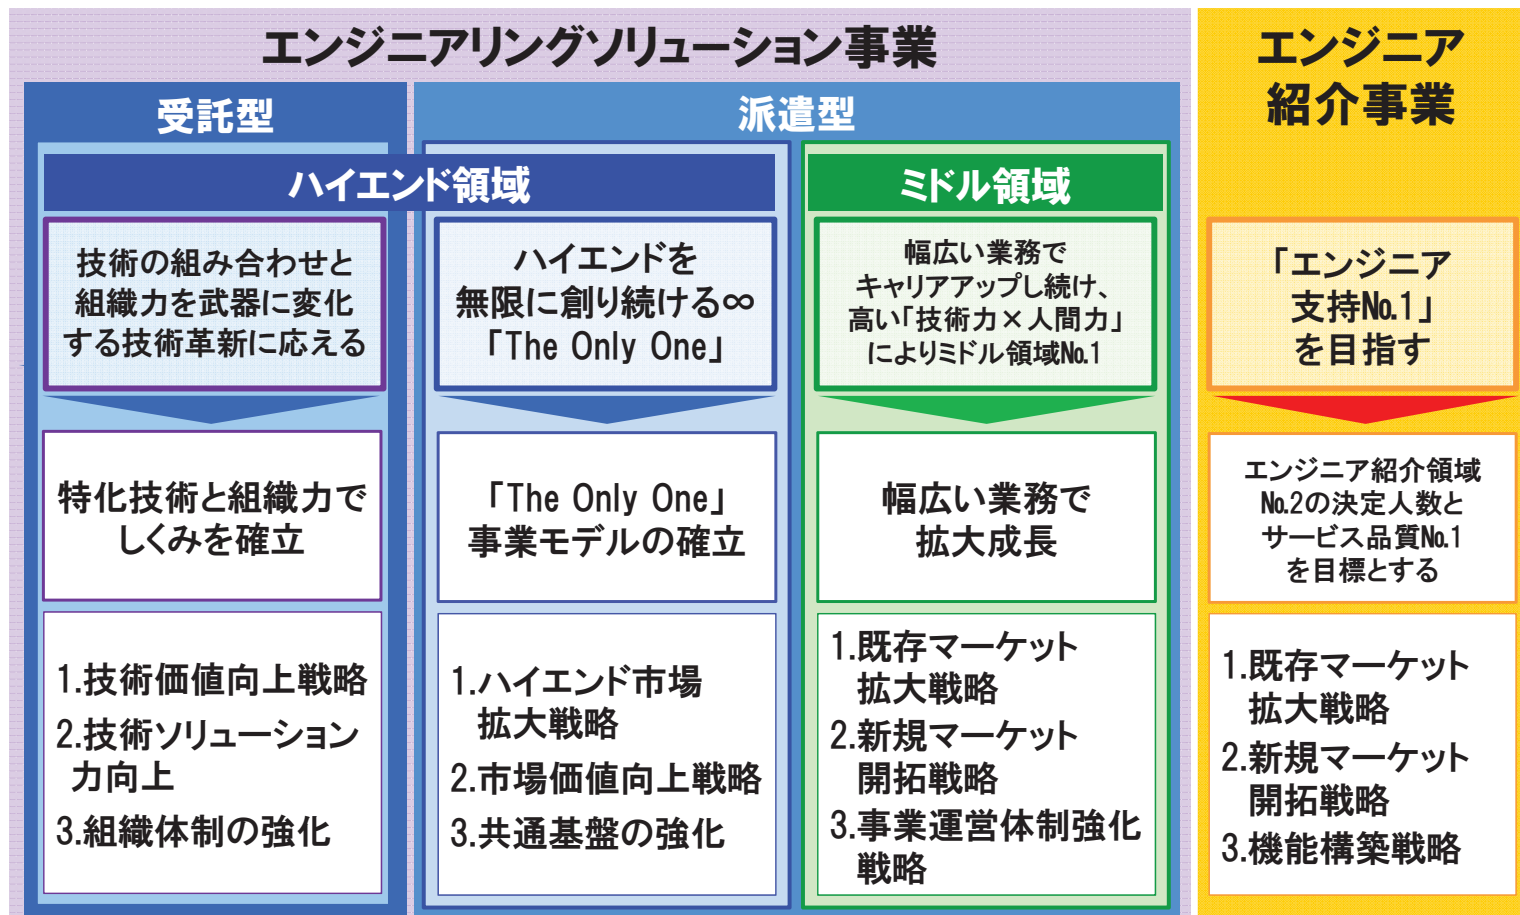 エンジニアリングソリューション事業
受託型
派遣型
ハイエンド領域
ミドル領域
技術の組み合わせと
組織力を武器に変化
する技術革新に応える
特化技術と組織力で
しくみを確立
1.技術価値向上戦略
2.技術ソリューション
力向上
3.組織体制の強化
ハイエンドを
無限に創り続ける∞
「The Only One」
「The Only One」
事業モデルの確立
1.ハイエンド市場
拡大戦略
2.市場価値向上戦略
3.共通基盤の強化
幅広い業務で
キャリアアップし続け、
高い「技術力×人間力」
によりミドル領域№1
幅広い業務で
拡大成長
1.既存マーケット
拡大戦略
2.新規マーケット
開拓戦略
3.事業運営体制強化
戦略
エンジニア
紹介事業
「エンジニア
支持№1」
を目指す
エンジニア紹介領域
№2の決定人数と
サービス品質№1
を目標とする
1.既存マーケット
拡大戦略
2.新規マーケット
開拓戦略
3.機能構築戦略